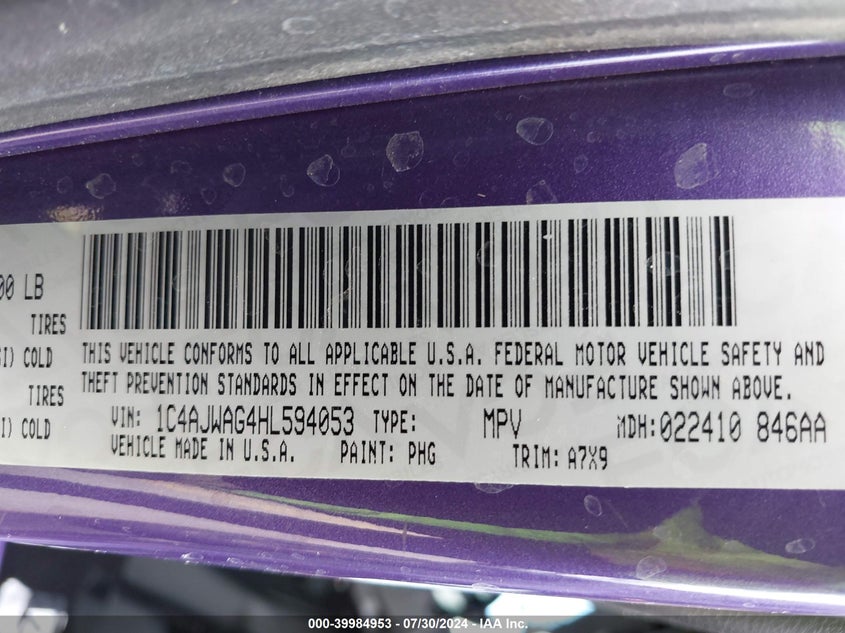 00 LB
TIRES
SI) COLD
TIRES
I) COLD
THIS VEHICLE CONFORMS TO ALL APPLICABLE U.S.A. FEDERAL MOTOR VEHICLE SAFETY AND
THEFT PREVENTION STANDARDS IN EFFECT ON THE DATE OF MANUFACTURE SHOWN ABOVE.
VIN: 1C4AJWAG4HL594053 TYPE: MPV MDH:022410 846AA
VEHICLE MADE IN U.S.A. PAINT: PHG TRIM: A7X9
000-39984953 / 07/30/2024 - IAA Inc.